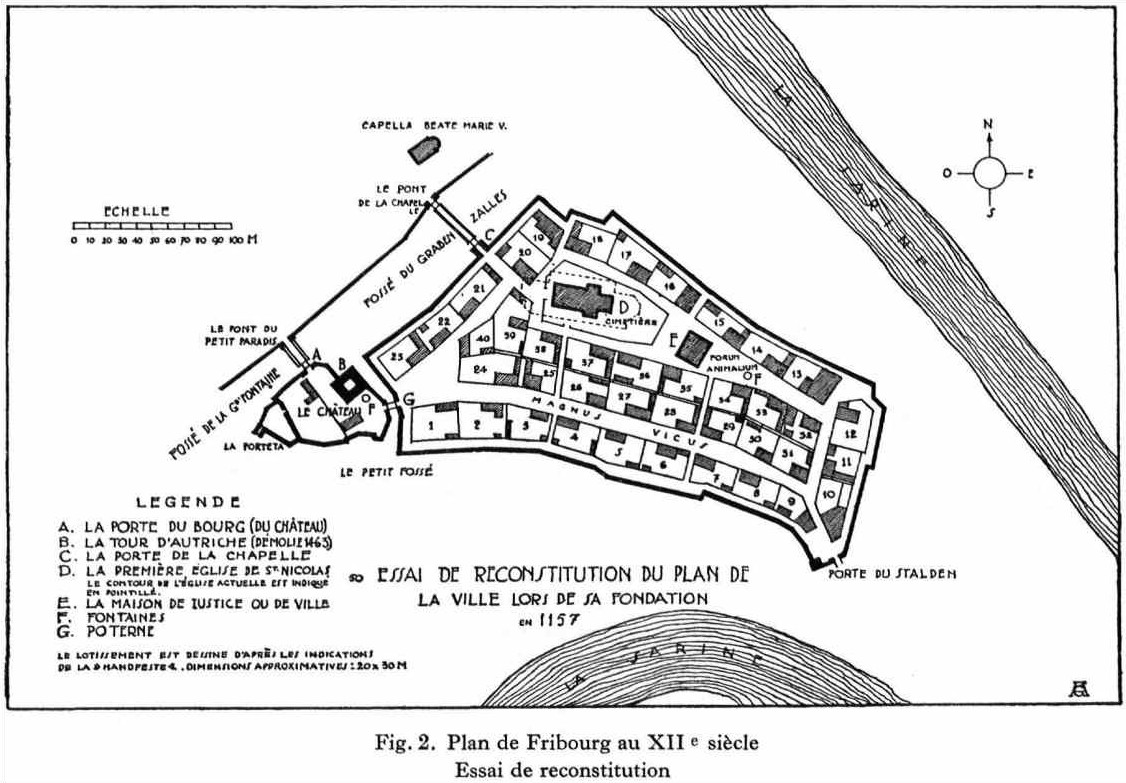 CAPELLA BEATE MARIE V.
LE PONT
DE LA CHAPEL
LE
ZALLES
FOSSÉ DU GRABEN
ECHELLE
0 10 20 30 40 50 60 70 80 90 100 M
LA SARINE
N
O E
S
C
19
20
18
17
16
21
22
23
D
CIMETIÈRE
E
FORUM
ANIMALIUM
F
15
14
13
40
39
38
37
36
35
34
33
32
24
25
26
27
28
29
30
31
12
11
10
MAGNUS VICUS
1
2
3
4
5
6
7
8
9
LE PONT DU
PETIT PARADIS
A
B
LE CHÂTEAU
F
G
FOSSÉ DE LA GDE FONTAINE
LA PORTETA
LE PETIT FOSSÉ
PORTE DU STALDEN
LEGENDE
A. LA PORTE DU BOURG (DU CHÂTEAU)
B. LA TOUR D'AUTRICHE (DÉMOLIE 1463)
C. LA PORTE DE LA CHAPELLE
D. LA PREMIÈRE EGLISE DE ST. NICOLAS
LE CONTOUR DE L'ÉGLISE ACTUELLE EST INDIQUÉ
EN POINTILLÉ.
E. LA MAISON DE JUSTICE OU DE VILLE
F. FONTAINES
G. POTERNE
LE LOTISSEMENT EST DESSINÉ D'APRÈS LES INDICATIONS
DE LA HANDFESTE. DIMENSIONS APPROXIMATIVES: 20 x 30 M
ESSAI DE RECONSTITUTION DU PLAN DE
LA VILLE LORS DE SA FONDATION
EN 1157
LA SARINE
Fig. 2. Plan de Fribourg au XIIe siècle
Essai de reconstitution